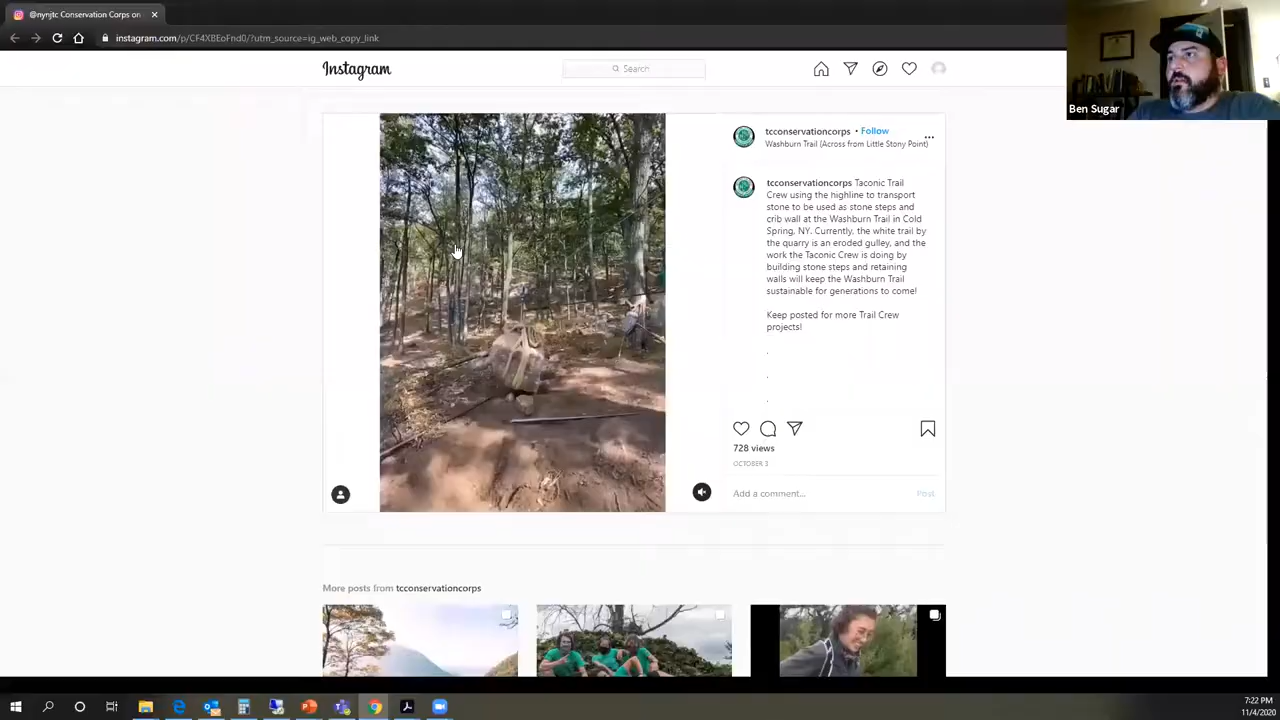 @nynjtc Conservation Corps on
instagram.com/p/CF4XBEoFnd0/?utm_source=ig_web_copy_link
Ben Sugar
Instagram
Search
tcconservationcorps • Follow
Washburn Trail (Across from Little Stony Point)
tcconservationcorps Taconic Trail
Crew using the highline to transport
stone to be used as stone steps and
crib wall at the Washburn Trail in Cold
Spring, NY. Currently, the white trail by
the quarry is an eroded gulley, and the
work the Taconic Crew is doing by
building stone steps and retaining
walls will keep the Washburn Trail
sustainable for generations to come!
Keep posted for more Trail Crew
projects!
.
.
.
728 views
OCTOBER 3
Add a comment...
Post
More posts from tcconservationcorps
7:22 PM
11/4/2020